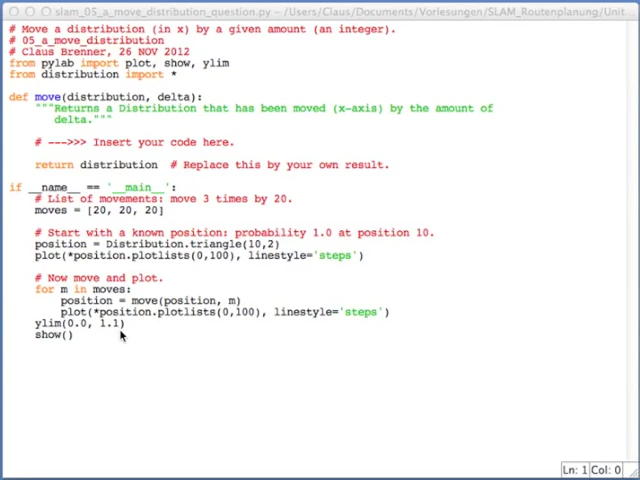 slam_05_a_move_distribution_question.py – /Users/Claus/Documents/Vorlesungen/SLAM_Routenplanung/Unit
# Move a distribution (in x) by a given amount (an integer).
# 05_a_move_distribution
# Claus Brenner, 26 NOV 2012
from pylab import plot, show, ylim
from distribution import *

def move(distribution, delta):
    """Returns a Distribution that has been moved (x-axis) by the amount of
       delta."""

    # --->>> Insert your code here.

    return distribution  # Replace this by your own result.

if __name__ == '__main__':
    # List of movements: move 3 times by 20.
    moves = [20, 20, 20]

    # Start with a known position: probability 1.0 at position 10.
    position = Distribution.triangle(10,2)
    plot(*position.plotlists(0,100), linestyle='steps')

    # Now move and plot.
    for m in moves:
        position = move(position, m)
        plot(*position.plotlists(0,100), linestyle='steps')
    ylim(0.0, 1.1)
    show()
Ln: 1 Col: 0